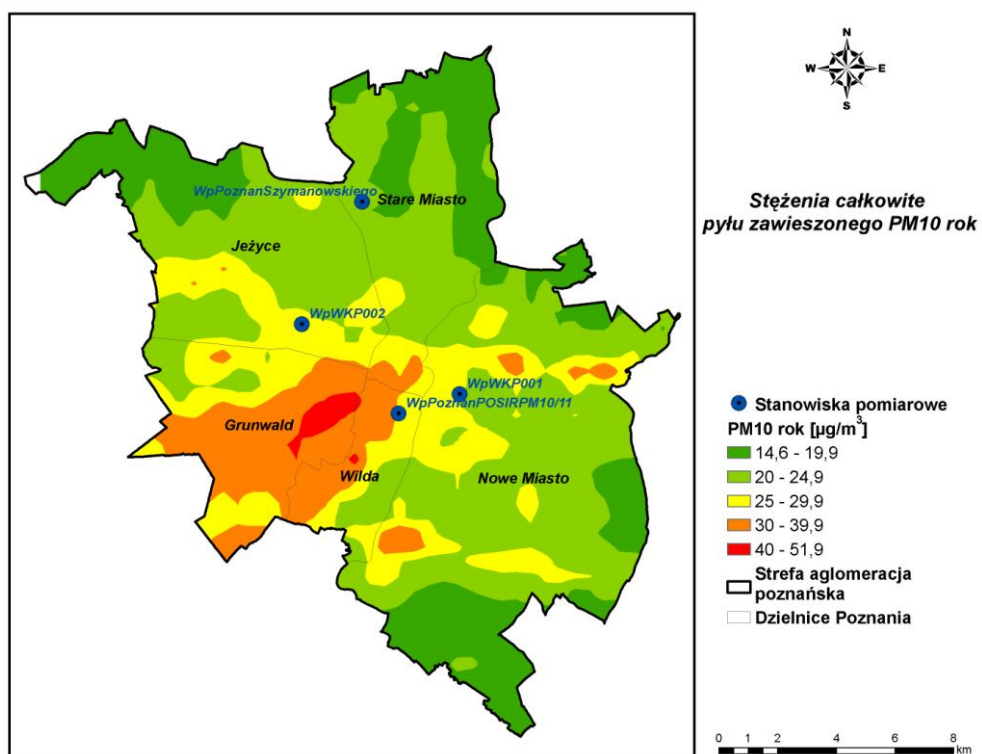 N
W E
S
Stężenia całkowite
pyłu zawieszonego PM10 rok
WpPoznanSzymanowskiego
Stare Miasto
Jeżyce
WpWKP002
WpWKP001
WpPoznanPOSIRPM10/11
Grunwald
Wilda
Nowe Miasto
Stanowiska pomiarowe
PM10 rok [µg/m³]
14,6 - 19,9
20 - 24,9
25 - 29,9
30 - 39,9
40 - 51,9
Strefa aglomeracja
poznańska
Dzielnice Poznania
0 1 2 4 6 8
km